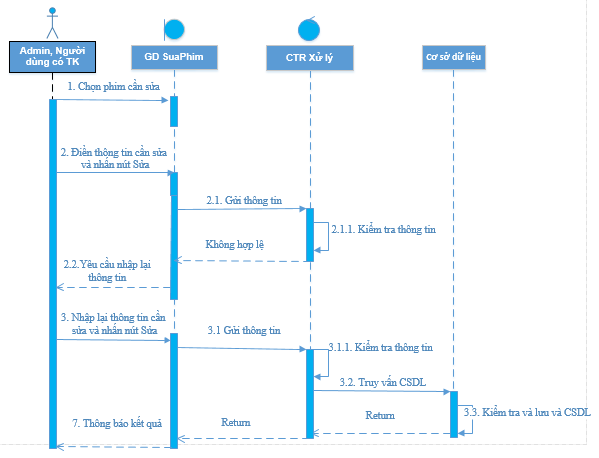 Admin, Người
dùng có TK
GD SuaPhim
CTR Xử lý
Cơ sở dữ liệu
1. Chọn phim cần sửa
2. Điền thông tin cần sửa
và nhấn nút Sửa
2.1. Gửi thông tin
2.1.1. Kiểm tra thông tin
Không hợp lệ
2.2.Yêu cầu nhập lại
thông tin
3. Nhập lại thông tin cần
sửa và nhấn nút Sửa
3.1 Gửi thông tin
3.1.1. Kiểm tra thông tin
3.2. Truy vấn CSDL
3.3. Kiểm tra và lưu và CSDL
Return
Return
7. Thông báo kết quả